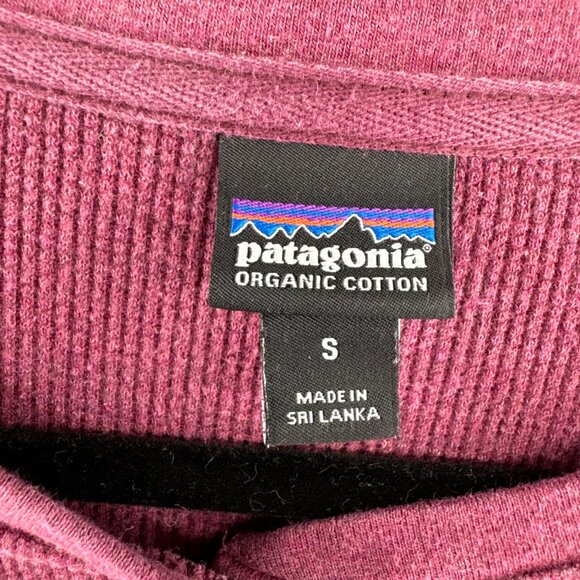 patagonia®
ORGANIC COTTON
S
MADE IN
SRI LANKA